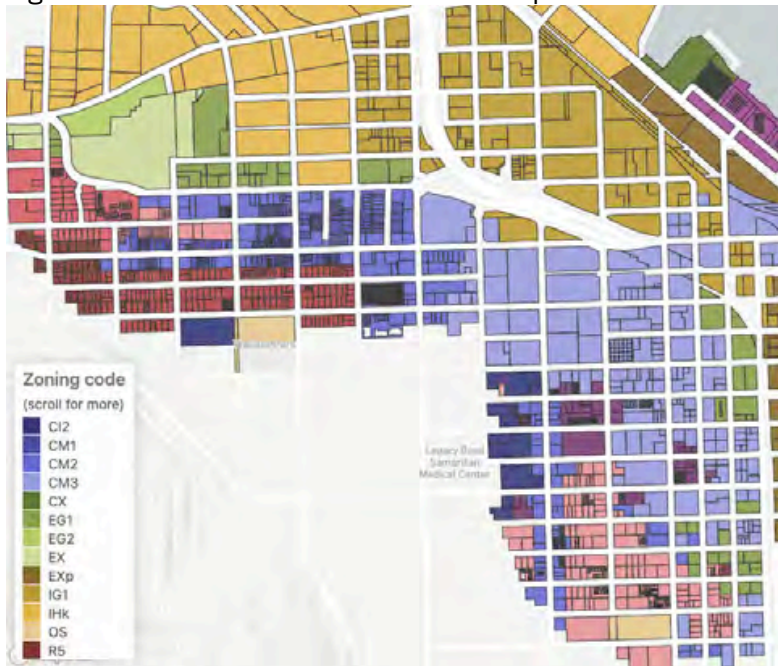 Zoning code
(scroll for more)
CI2
CM1
CM2
CM3
CX
EG1
EG2
EX
EXp
IG1
IHk
OS
R5
Legacy Good
Samaritan
Medical Center